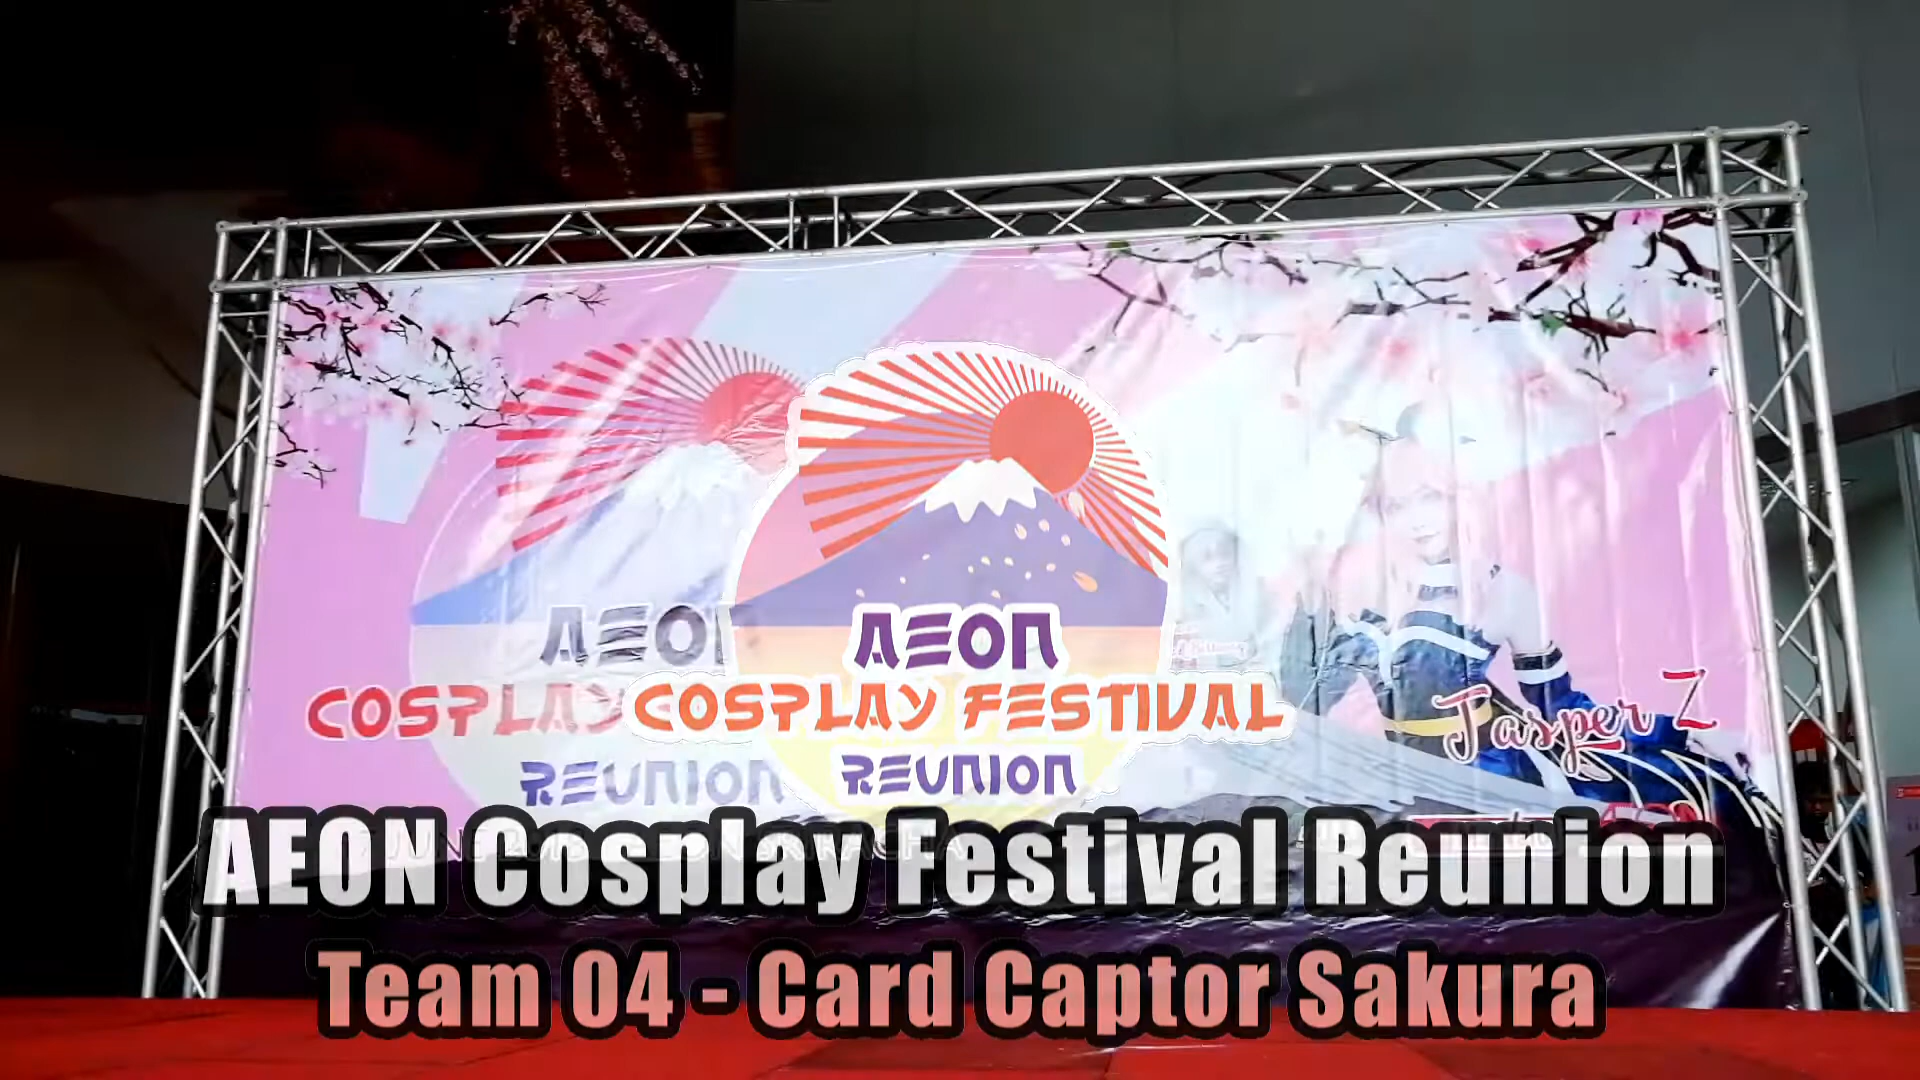 AEON
COSPLAY
REUNION
AEON
COSPLAY FESTIVAL
REUNION
Jasper Z
AEON Cosplay Festival Reunion
Team 04 - Card Captor Sakura